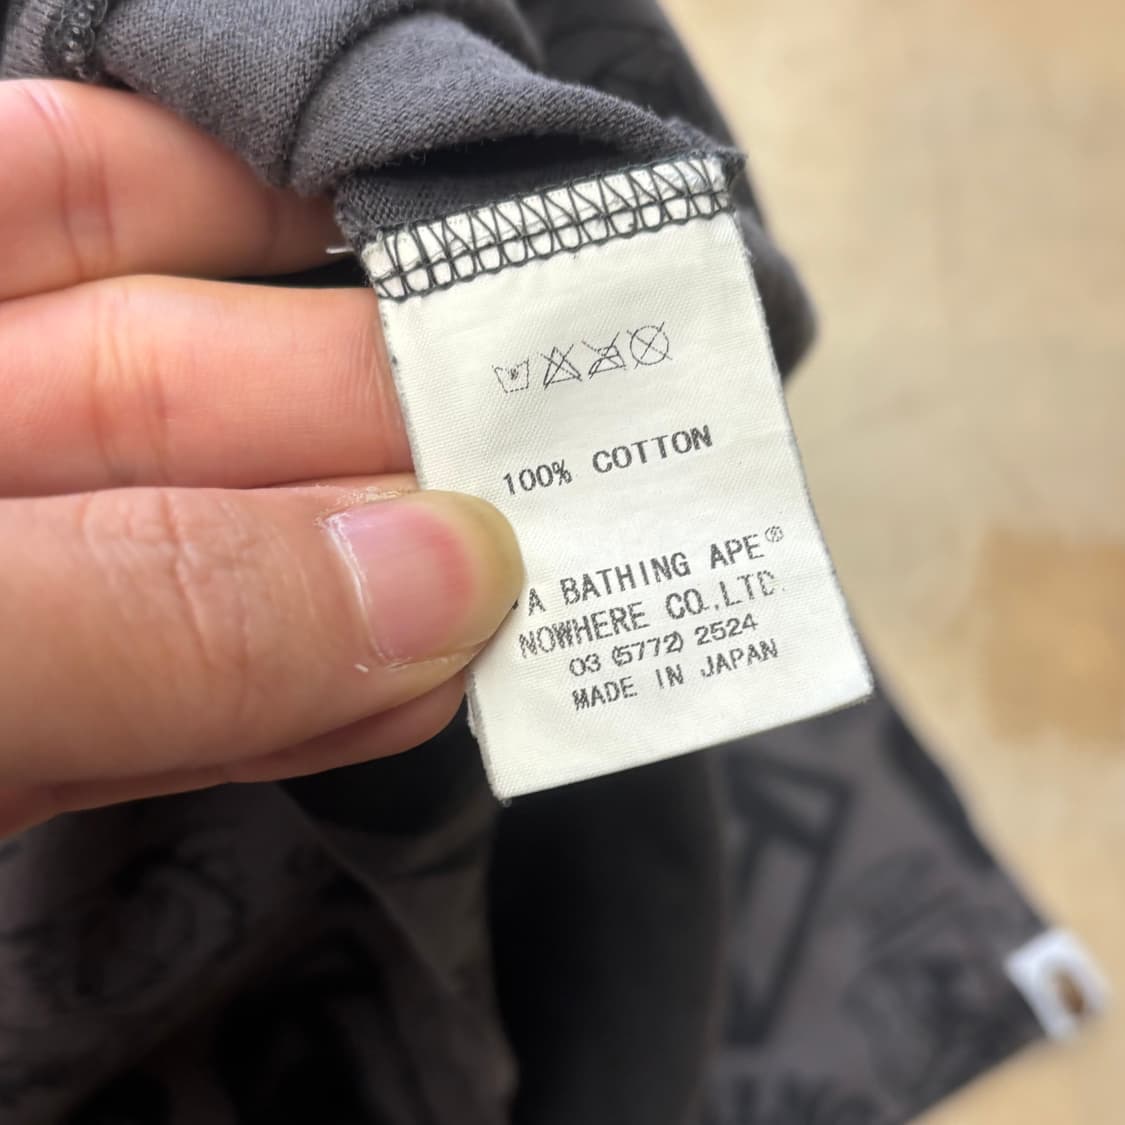 100% COTTON
A BATHING APE®
NOWHERE CO.,LTD.
03 (5772) 2524
MADE IN JAPAN